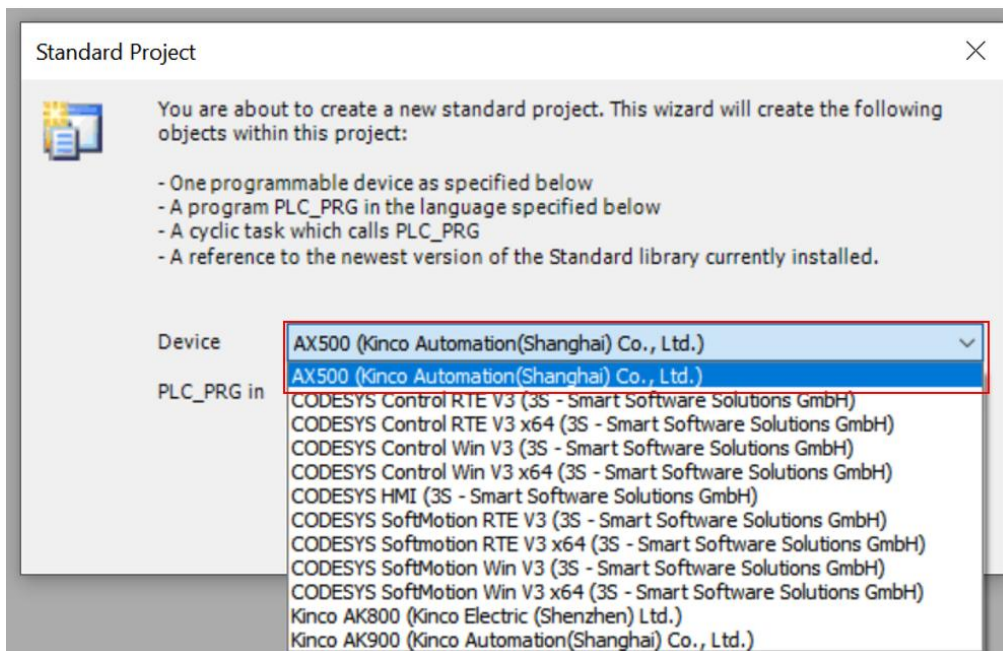 Standard Project
You are about to create a new standard project. This wizard will create the following
objects within this project:
- One programmable device as specified below
- A program PLC_PRG in the language specified below
- A cyclic task which calls PLC_PRG
- A reference to the newest version of the Standard library currently installed.
Device
AX500 (Kinco Automation(Shanghai) Co., Ltd.)
AX500 (Kinco Automation(Shanghai) Co., Ltd.)
PLC_PRG in
CODESYS Control RTE V3 (3S - Smart Software Solutions GmbH)
CODESYS Control RTE V3 x64 (3S - Smart Software Solutions GmbH)
CODESYS Control Win V3 (3S - Smart Software Solutions GmbH)
CODESYS Control Win V3 x64 (3S - Smart Software Solutions GmbH)
CODESYS HMI (3S - Smart Software Solutions GmbH)
CODESYS SoftMotion RTE V3 (3S - Smart Software Solutions GmbH)
CODESYS Softmotion RTE V3 x64 (3S - Smart Software Solutions GmbH)
CODESYS SoftMotion Win V3 (3S - Smart Software Solutions GmbH)
CODESYS SoftMotion Win V3 x64 (3S - Smart Software Solutions GmbH)
Kinco AK800 (Kinco Electric (Shenzhen) Ltd.)
Kinco AK900 (Kinco Automation(Shanghai) Co., Ltd.)